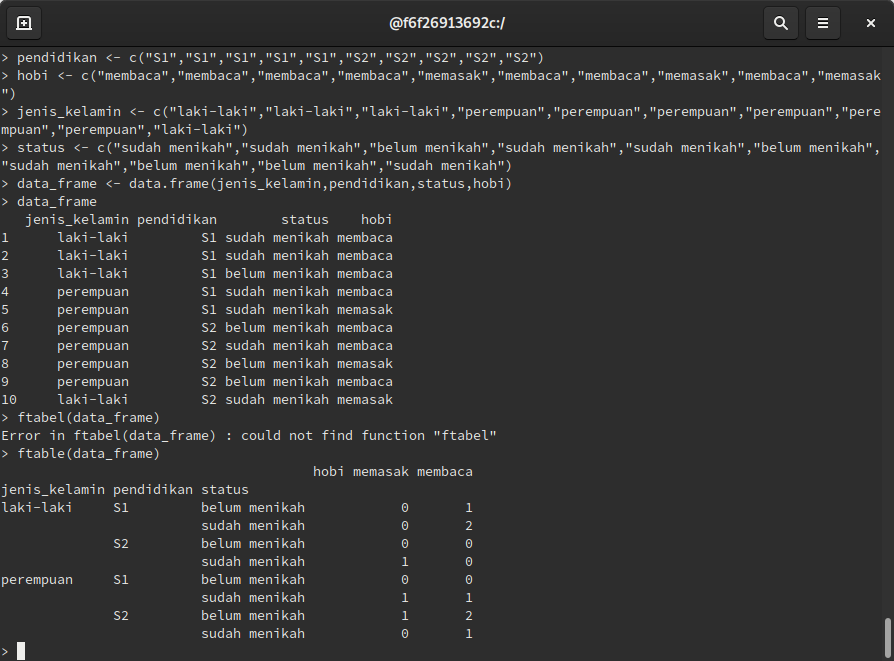 @f6f26913692c:/
> pendidikan <- c("S1","S1","S1","S1","S1","S2","S2","S2","S2","S2")
> hobi <- c("membaca","membaca","membaca","membaca","memasak","membaca","membaca","memasak","membaca","memasak
")
> jenis_kelamin <- c("laki-laki","laki-laki","laki-laki","perempuan","perempuan","perempuan","perempuan","pere
mpuan","perempuan","laki-laki")
> status <- c("sudah menikah","sudah menikah","belum menikah","sudah menikah","sudah menikah","belum menikah",
"sudah menikah","belum menikah","belum menikah","sudah menikah")
> data_frame <- data.frame(jenis_kelamin,pendidikan,status,hobi)
> data_frame
   jenis_kelamin pendidikan        status    hobi
1      laki-laki         S1 sudah menikah membaca
2      laki-laki         S1 sudah menikah membaca
3      laki-laki         S1 belum menikah membaca
4      perempuan         S1 sudah menikah membaca
5      perempuan         S1 sudah menikah memasak
6      perempuan         S2 belum menikah membaca
7      perempuan         S2 sudah menikah membaca
8      perempuan         S2 belum menikah memasak
9      perempuan         S2 belum menikah membaca
10     laki-laki         S2 sudah menikah memasak
> ftabel(data_frame)
Error in ftabel(data_frame) : could not find function "ftabel"
> ftable(data_frame)
                                       hobi memasak membaca
jenis_kelamin pendidikan status
laki-laki     S1         belum menikah            0       1
                         sudah menikah            0       2
              S2         belum menikah            0       0
                         sudah menikah            1       0
perempuan     S1         belum menikah            0       0
                         sudah menikah            1       1
              S2         belum menikah            1       2
                         sudah menikah            0       1
>